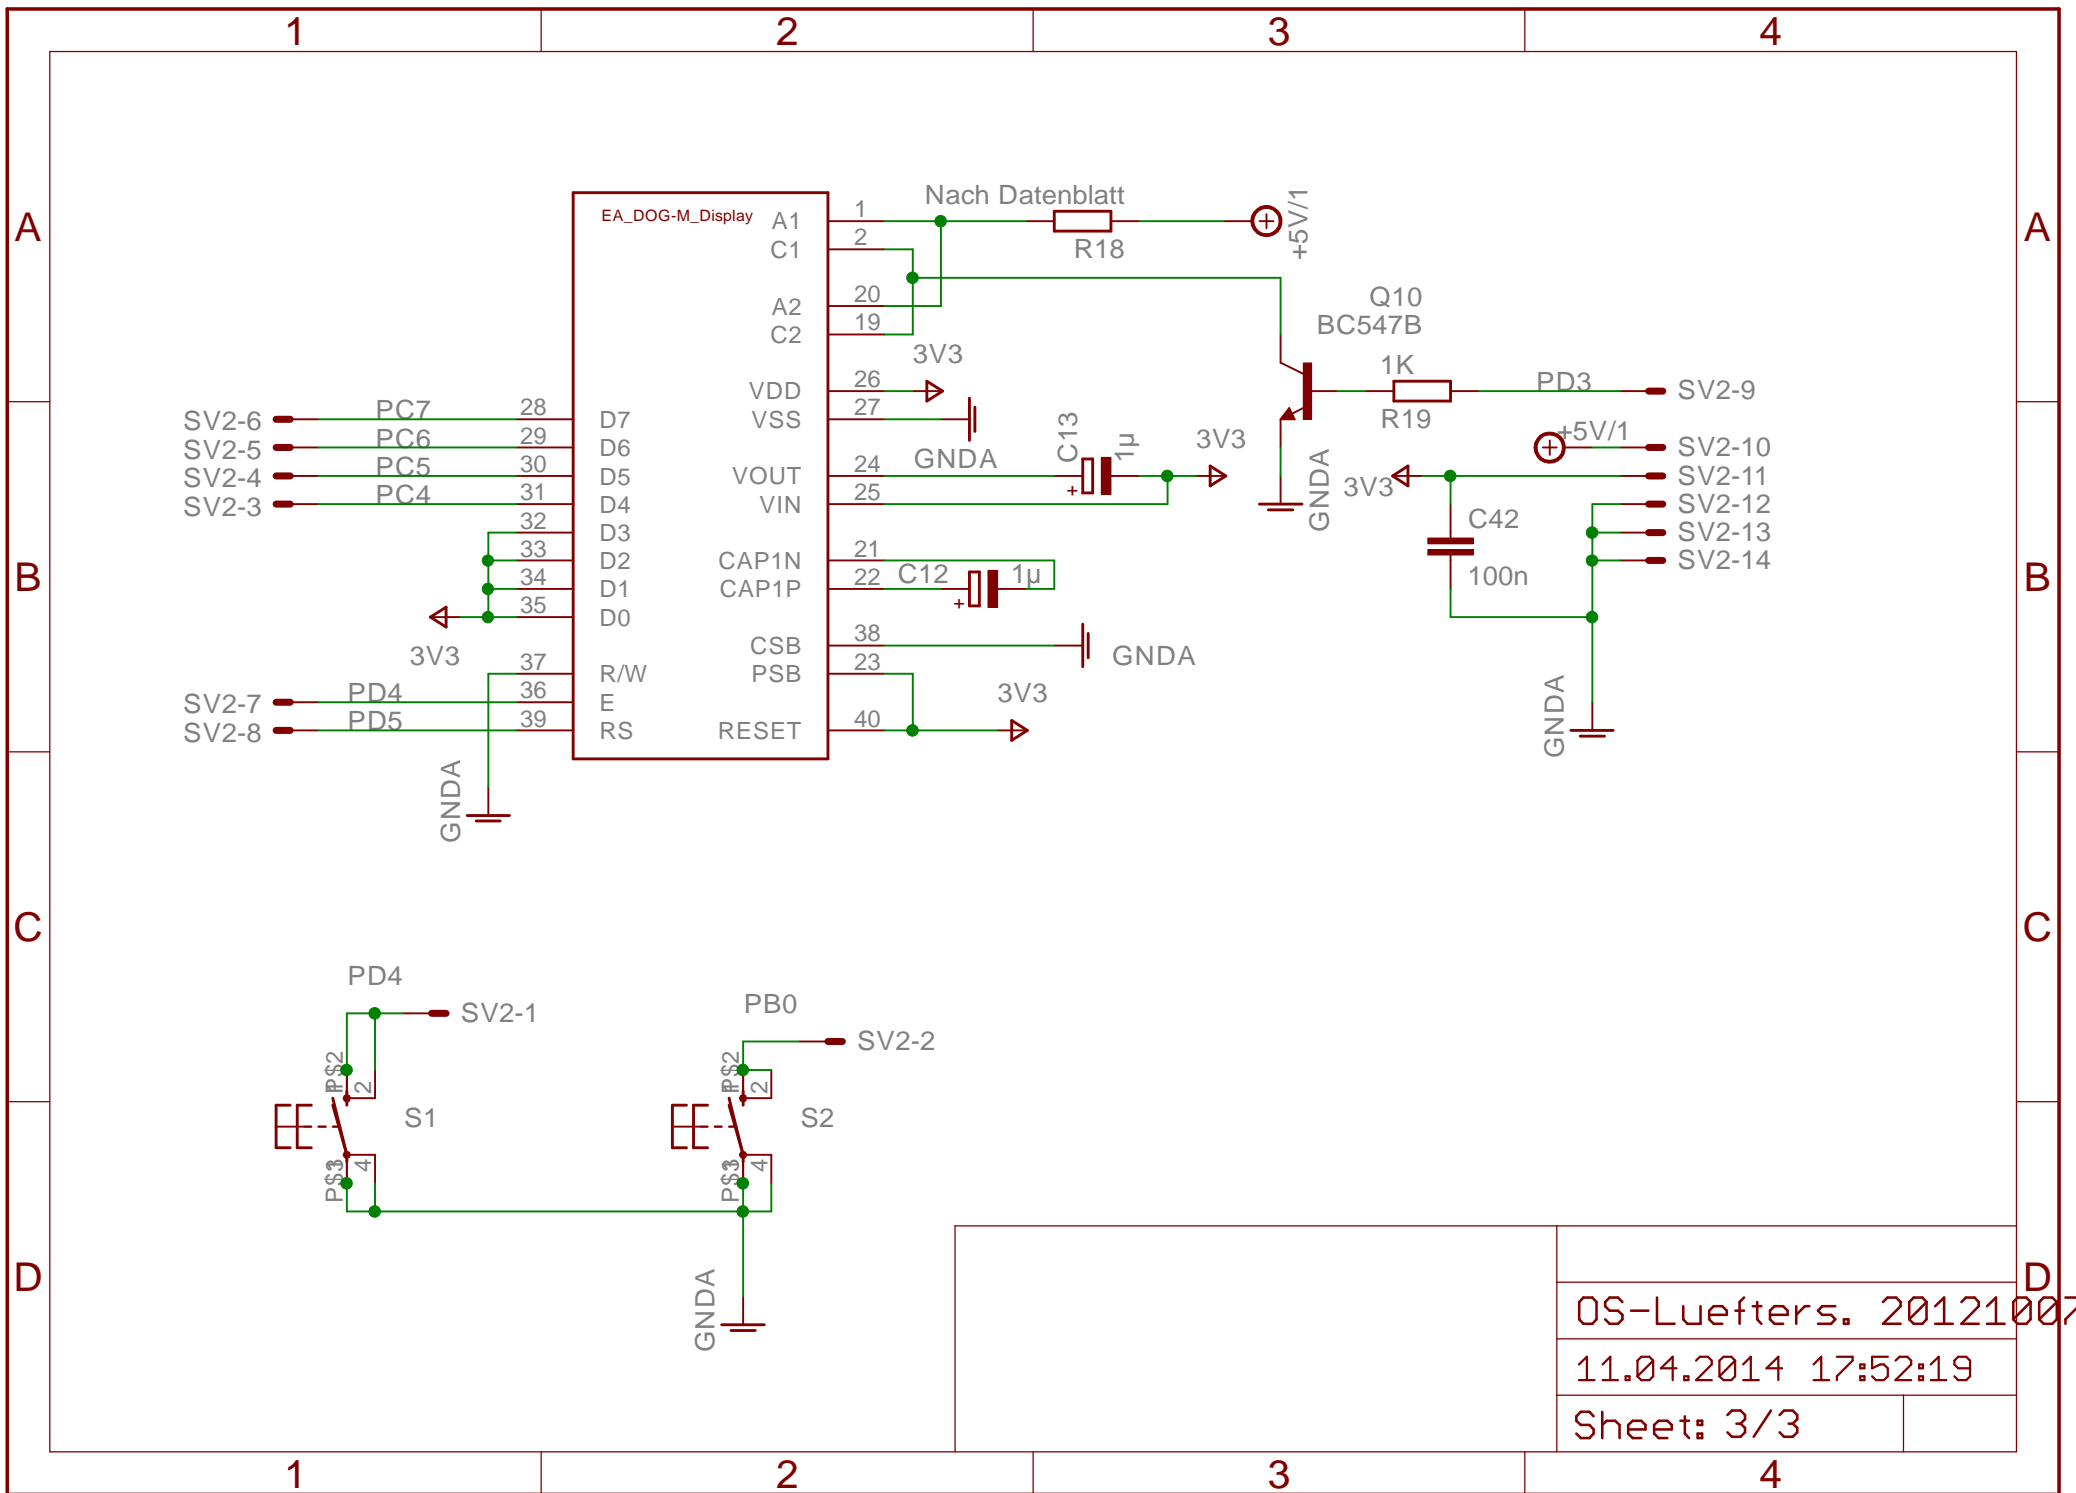 1 2 3 4
A A
B B
C C
D D
EA_DOG-M_Display
A1 1
C1 2
A2 20
C2 19
VDD 26
VSS 27
VOUT 24
VIN 25
CAP1N 21
CAP1P 22
CSB 38
PSB 23
RESET 40
Nach Datenblatt
R18
+5V/1
3V3
GNDA
C13
1µ
3V3
C12
1µ
GNDA
3V3
SV2-6 PC7 28 D7
SV2-5 PC6 29 D6
SV2-4 PC5 30 D5
SV2-3 PC4 31 D4
32 D3
33 D2
34 D1
35 D0
3V3
37 R/W
SV2-7 PD4 36 E
SV2-8 PD5 39 RS
GNDA
Q10
BC547B
1K
R19
PD3
SV2-9
GNDA
+5V/1
SV2-10
3V3
SV2-11
SV2-12
SV2-13
SV2-14
C42
100n
GNDA
PD4
SV2-1
2
S1
4
PB0
SV2-2
2
S2
4
GNDA
OS-Luefters. 20121007
11.04.2014 17:52:19
Sheet: 3/3
1 2 3 4